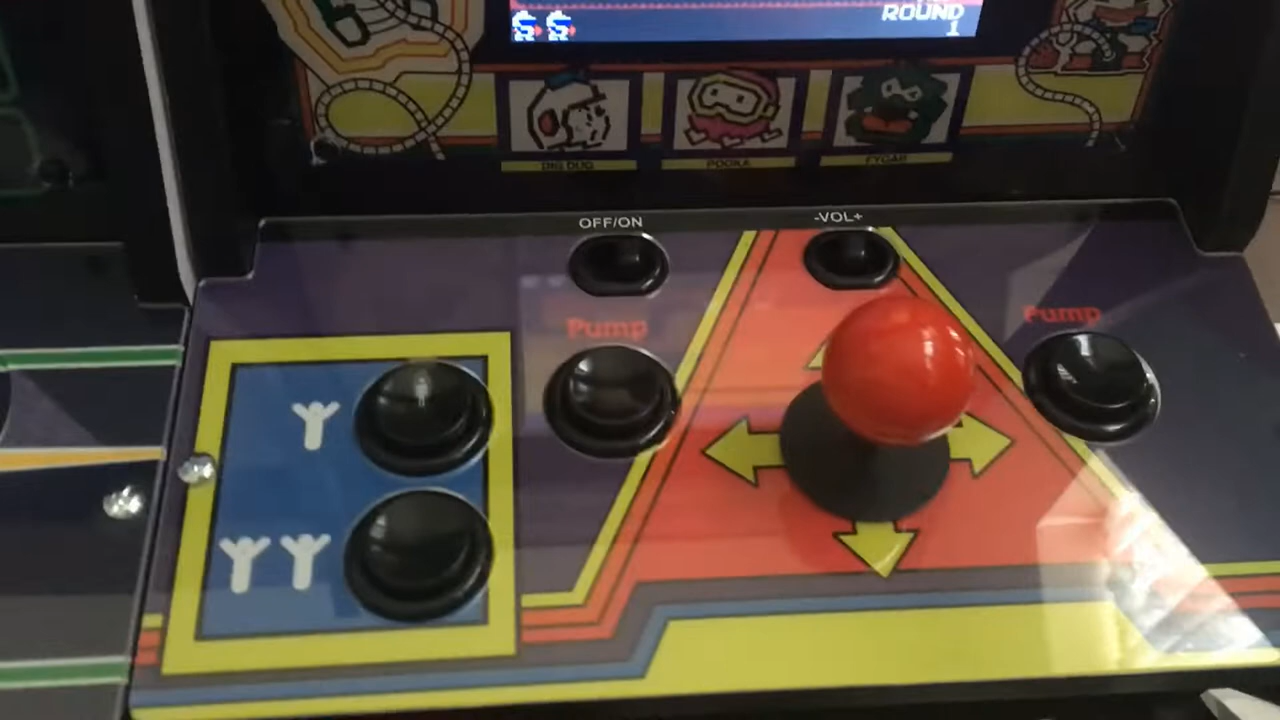 ROUND
1
DIG DUG
POOKA
FYGAR
OFF/ON
-VOL+
Pump
Pump